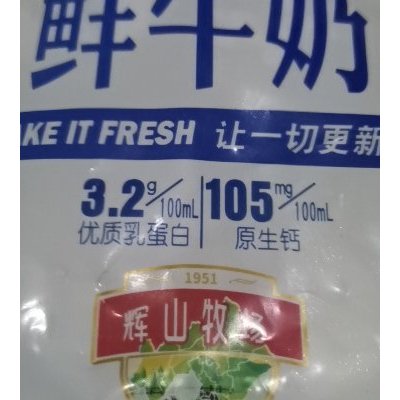 鲜牛奶
AKE IT FRESH 让一切更新
3.2g/100mL 105mg/100mL
优质乳蛋白 原生钙
1951
辉山牧场